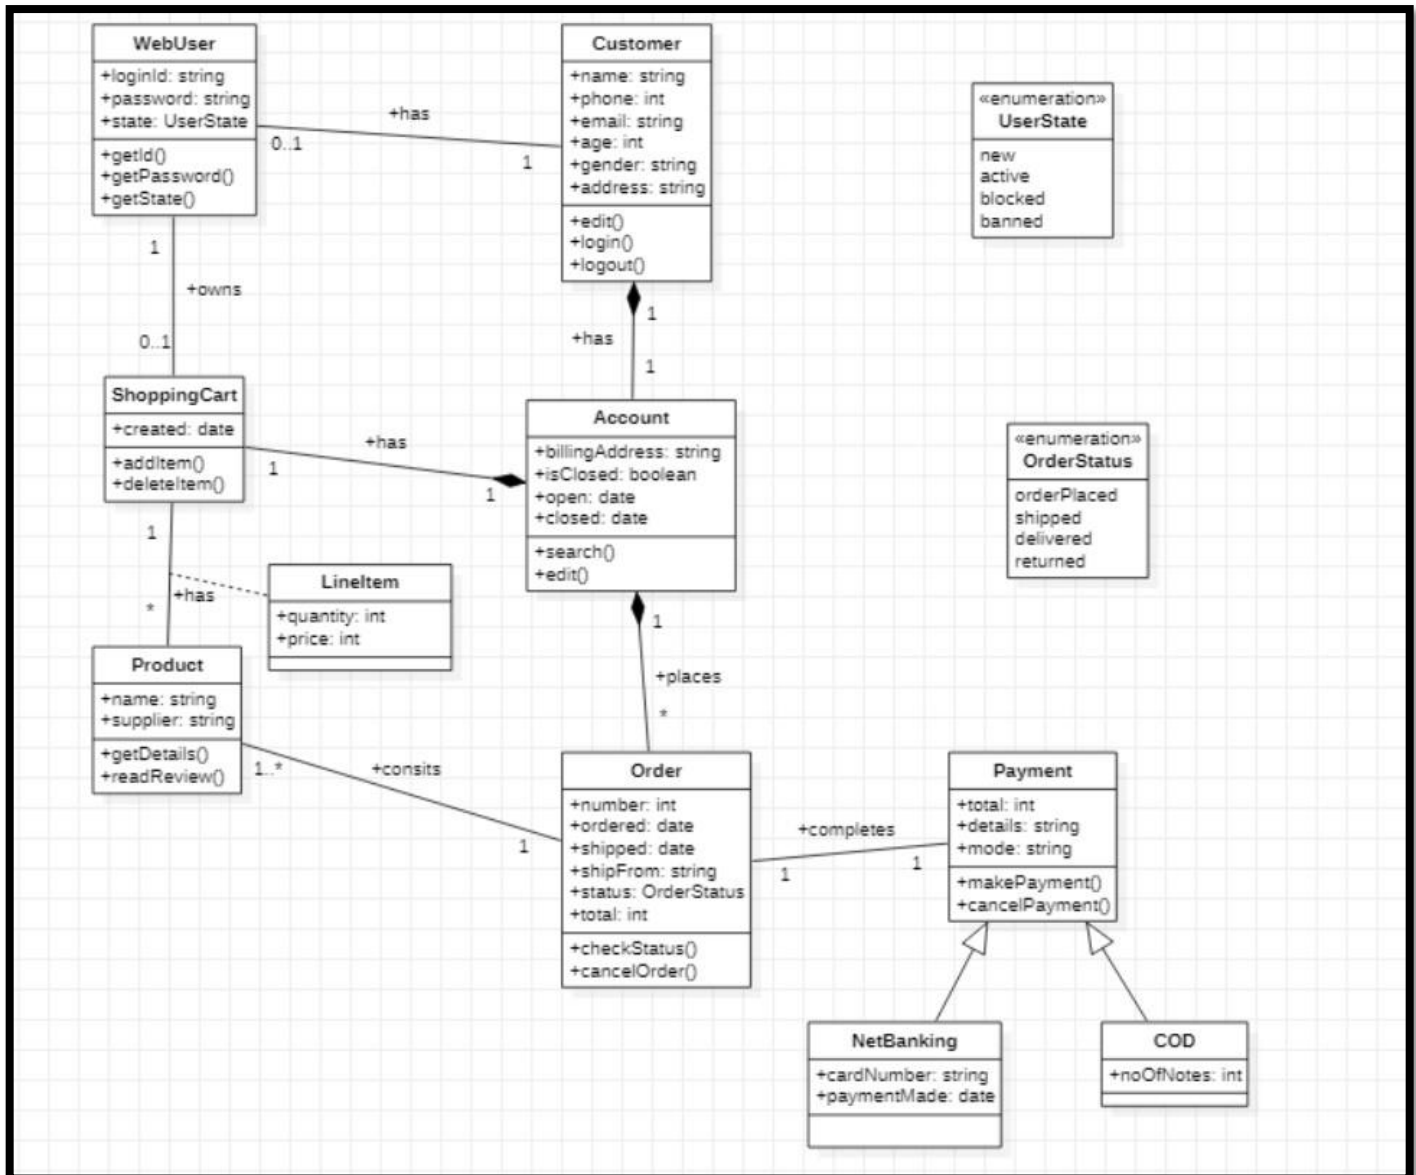 WebUser
+loginId: string
+password: string
+state: UserState
+getId()
+getPassword()
+getState()
+has
0..1
1
Customer
+name: string
+phone: int
+email: string
+age: int
+gender: string
+address: string
+edit()
+login()
+logout()
«enumeration»
UserState
new
active
blocked
banned
1
+owns
0..1
1
+has
1
ShoppingCart
+created: date
+addItem()
+deleteItem()
+has
1
1
Account
+billingAddress: string
+isClosed: boolean
+open: date
+closed: date
+search()
+edit()
«enumeration»
OrderStatus
orderPlaced
shipped
delivered
returned
1
+has
*
LineItem
+quantity: int
+price: int
1
+places
*
Product
+name: string
+supplier: string
+getDetails()
+readReview()
1..*
+consits
1
Order
+number: int
+ordered: date
+shipped: date
+shipFrom: string
+status: OrderStatus
+total: int
+checkStatus()
+cancelOrder()
+completes
1
1
Payment
+total: int
+details: string
+mode: string
+makePayment()
+cancelPayment()
NetBanking
+cardNumber: string
+paymentMade: date
COD
+noOfNotes: int